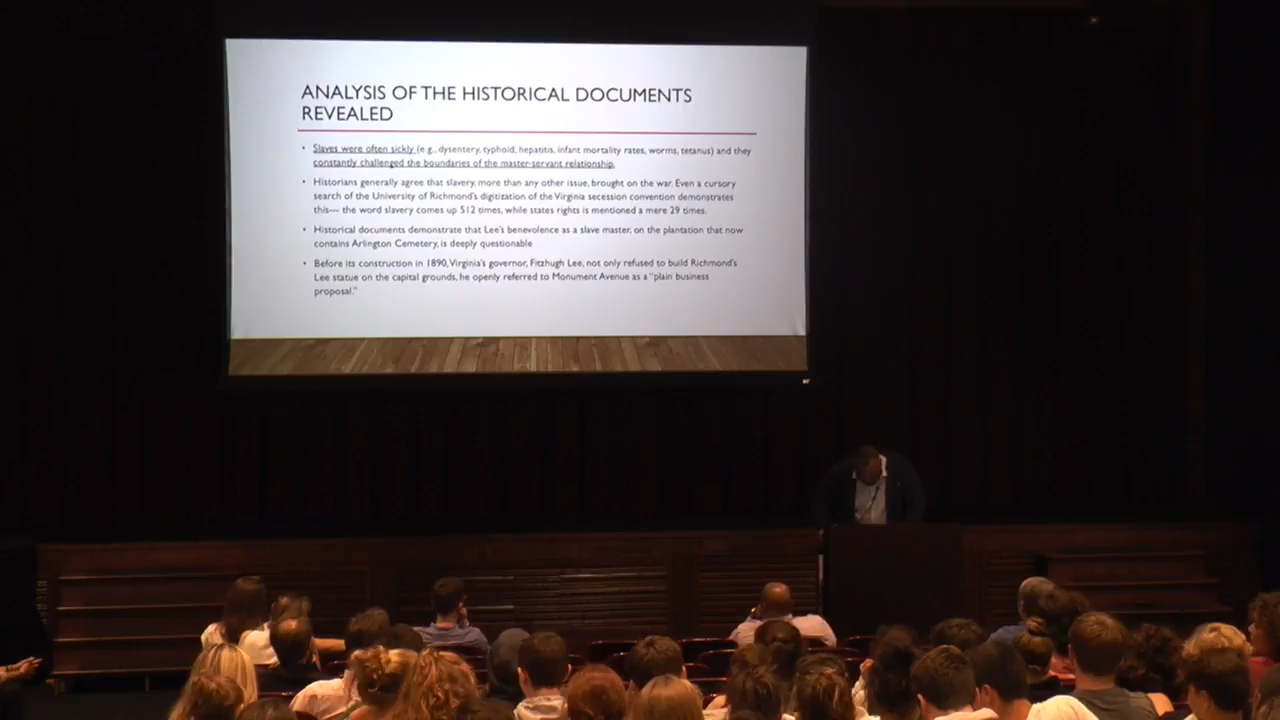 ANALYSIS OF THE HISTORICAL DOCUMENTS
REVEALED
• Slaves were often sickly (e.g., dysentery, typhoid, hepatitis, infant mortality rates, worms, tetanus) and they
constantly challenged the boundaries of the master-servant relationship.
• Historians generally agree that slavery, more than any other issue, brought on the war. Even a cursory
search of the University of Richmond's digitization of the Virginia secession convention demonstrates
this— the word slavery comes up 512 times, while states rights is mentioned a mere 29 times.
• Historical documents demonstrate that Lee's benevolence as a slave master, on the plantation that now
contains Arlington Cemetery, is deeply questionable
• Before its construction in 1890, Virginia's governor, Fitzhugh Lee, not only refused to build Richmond's
Lee statue on the capital grounds, he openly referred to Monument Avenue as a "plain business
proposal."